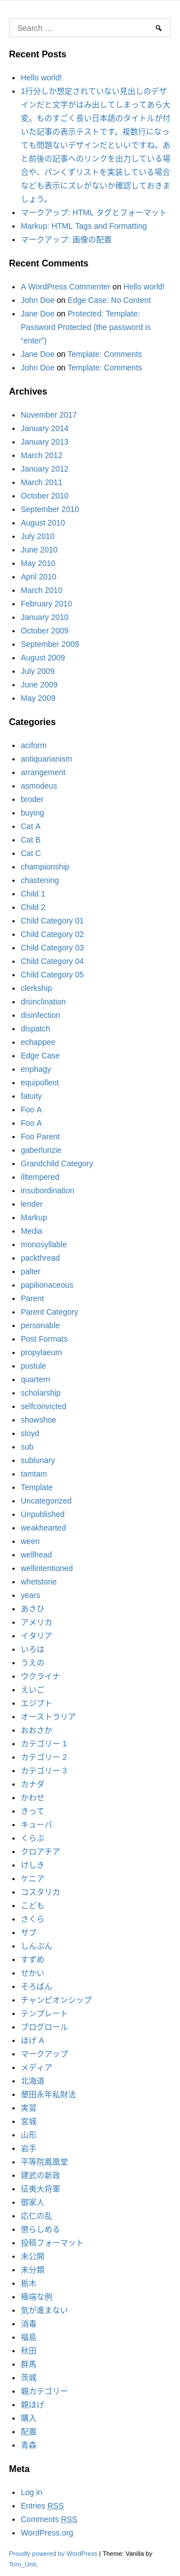 Search …
Recent Posts
Hello world!
1行分しか想定されていない見出しのデザ
インだと文字がはみ出してしまってあら大
変。ものすごく長い日本語のタイトルが付
いた記事の表示テストです。複数行になっ
ても問題ないデザインだといいですね。あ
と前後の記事へのリンクを出力している場
合や、パンくずリストを実装している場合
なども表示にズレがないか確認しておきま
しょう。
マークアップ: HTML タグとフォーマット
Markup: HTML Tags and Formatting
マークアップ: 画像の配置
Recent Comments
A WordPress Commenter on Hello world!
John Doe on Edge Case: No Content
Jane Doe on Protected: Template:
Password Protected (the password is
“enter”)
Jane Doe on Template: Comments
John Doe on Template: Comments
Archives
November 2017
January 2014
January 2013
March 2012
January 2012
March 2011
October 2010
September 2010
August 2010
July 2010
June 2010
May 2010
April 2010
March 2010
February 2010
January 2010
October 2009
September 2009
August 2009
July 2009
June 2009
May 2009
Categories
aciform
antiquarianism
arrangement
asmodeus
broder
buying
Cat A
Cat B
Cat C
championship
chastening
Child 1
Child 2
Child Category 01
Child Category 02
Child Category 03
Child Category 04
Child Category 05
clerkship
disinclination
disinfection
dispatch
echappee
Edge Case
enphagy
equipollent
fatuity
Foo A
Foo A
Foo Parent
gaberlunzie
Grandchild Category
illtempered
insubordination
lender
Markup
Media
monosyllable
packthread
palter
papilionaceous
Parent
Parent Category
personable
Post Formats
propylaeum
pustule
quartern
scholarship
selfconvicted
showshoe
sloyd
sub
sublunary
tamtam
Template
Uncategorized
Unpublished
weakhearted
ween
wellhead
wellintentioned
whetstone
years
あさひ
アメリカ
イタリア
いろは
うえの
ウクライナ
えいご
エジプト
オーストラリア
おおさか
カテゴリー 1
カテゴリー 2
カテゴリー 3
カナダ
かわせ
きって
キューバ
くらぶ
クロアチア
けしき
ケニア
コスタリカ
こども
さくら
サブ
しんぶん
すずめ
せかい
そろばん
チャンピオンシップ
テンプレート
ブログロール
ほげ A
マークアップ
メディア
北海道
墾田永年私財法
実習
宮城
山形
岩手
平等院鳳凰堂
建武の新政
征夷大将軍
御家人
応仁の乱
懲らしめる
投稿フォーマット
未公開
未分類
栃木
極端な例
気が進まない
消毒
福島
秋田
群馬
茨城
親カテゴリー
親ほげ
購入
配置
青森
Meta
Log in
Entries RSS
Comments RSS
WordPress.org
Proudly powered by WordPress | Theme: Vanilla by
Toro_Unit.